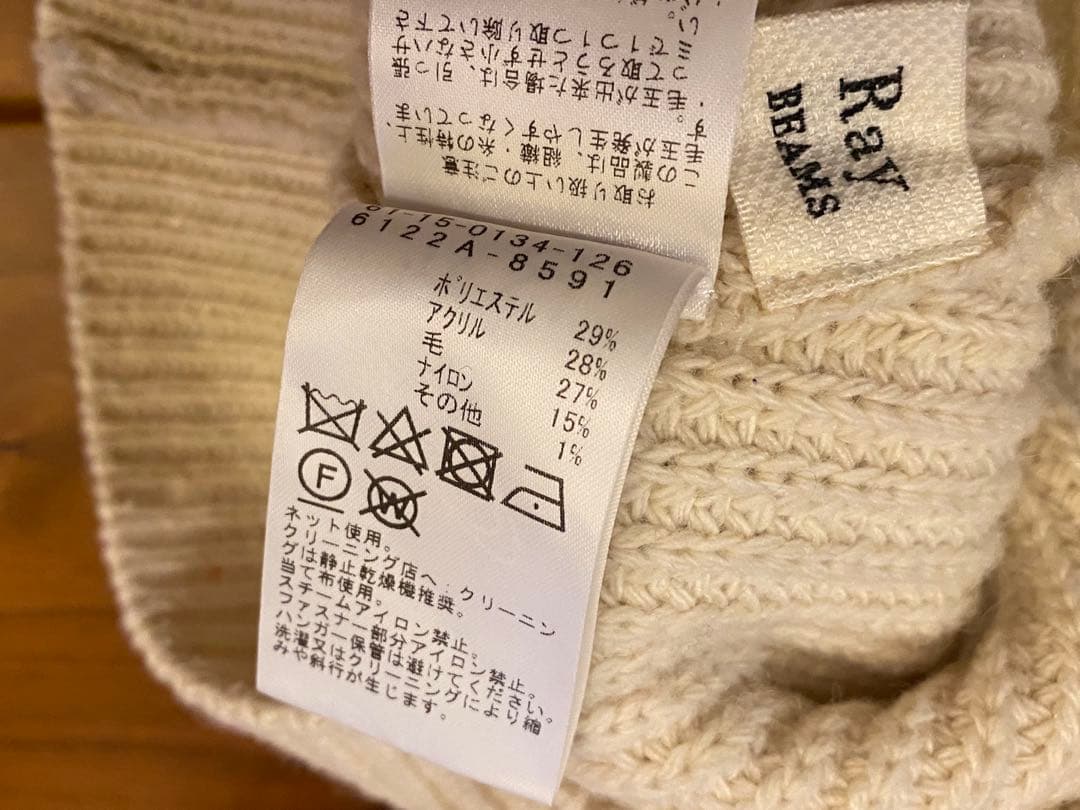 お取り扱い上のご注意
この製品は、組織・糸の特性上、
毛玉が発生しやすくなっていま
す。
・毛玉が出来た場合は、引っ張
って取ろうとせず小さなハサ
ミで1つ1つ取り除いて下さ
い。
Ray
BEAMS
61-15-0134-126
6122A-8591
ポリエステル 29%
アクリル 28%
毛 27%
ナイロン 15%
その他 1%
F
W
ネット使用。
クリーニング店へ。クリーニン
グは静止乾燥機推奨。
当て布使用。
スチームアイロン禁止。
ファスナー部分アイロン禁止。
ハンガー保管は避けてください。
洗濯又はクリーニングにより縮
みや斜行が生じます。